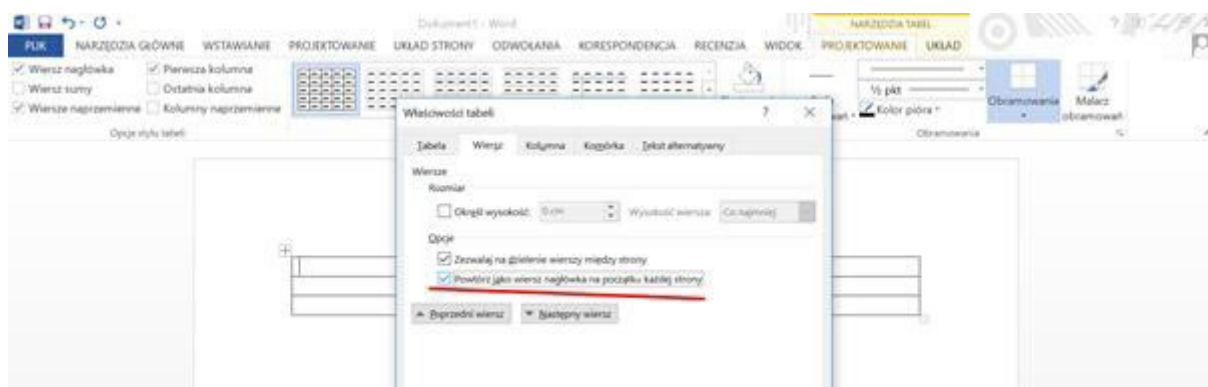 Dokument1 - Word
NARZĘDZIA TABEL
PLIK NARZĘDZIA GŁÓWNE WSTAWIANIE PROJEKTOWANIE UKŁAD STRONY ODWOŁANIA KORESPONDENCJA RECENZJA WIDOK PROJEKTOWANIE UKŁAD
Wiersz nagłówka Pierwsza kolumna
Wiersz sumy Ostatnia kolumna
Wiersze naprzemienne Kolumny naprzemienne
Opcje stylu tabeli
½ pkt
Kolor pióra
Obramowanie
Malarz
obramowań
Obramowania
Właściwości tabeli ?
Tabela Wiersz Kolumna Komórka Tekst alternatywny
Wiersze
Rozmiar
Określ wysokość: 0 cm Wysokość wiersza: Co najmniej
Opcje
Zezwalaj na dzielenie wierszy między strony
Powtórz jako wiersz nagłówka na początku każdej strony
Poprzedni wiersz Następny wiersz